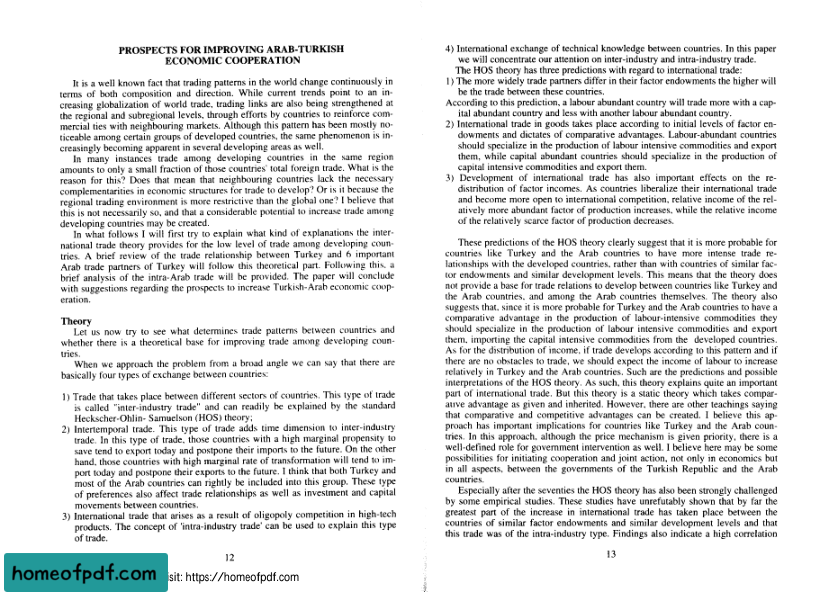 PROSPECTS FOR IMPROVING ARAB-TURKISH
ECONOMIC COOPERATION
It is a well known fact that trading patterns in the world change continuously in
terms of both composition and direction. While current trends point to an in-
creasing globalization of world trade, trading links are also being strengthened at
the regional and subregional levels, through efforts by countries to reinforce com-
mercial ties with neighbouring markets. Although this pattern has been mostly no-
ticeable among certain groups of developed countries, the same phenomenon is in-
creasingly becoming apparent in several developing areas as well.
In many instances trade among developing countries in the same region
amounts to only a small fraction of those countries' total foreign trade. What is the
reason for this? Does that mean that neighbouring countries lack the necessary
complementarities in economic structures for trade to develop? Or is it because the
regional trading environment is more restrictive than the global one? I believe that
this is not necessarily so, and that a considerable potential to increase trade among
developing countries may be created.
In what follows I will first try to explain what kind of explanations the inter-
national trade theory provides for the low level of trade among developing coun-
tries. A brief review of the trade relationship between Turkey and 6 important
Arab trade partners of Turkey will follow this theoretical part. Following this, a
brief analysis of the intra-Arab trade will be provided. The paper will conclude
with suggestions regarding the prospects to increase Turkish-Arab economic coop-
eration.
Theory
Let us now try to see what determines trade patterns between countries and
whether there is a theoretical base for improving trade among developing coun-
tries.
When we approach the problem from a broad angle we can say that there are
basically four types of exchange between countries:
1) Trade that takes place between different sectors of countries. This type of trade
is called "inter-industry trade" and can readily be explained by the standard
Heckscher-Ohlin- Samuelson (HOS) theory;
2) Intertemporal trade. This type of trade adds time dimension to inter-industry
trade. In this type of trade, those countries with a high marginal propensity to
save tend to export today and postpone their imports to the future. On the other
hand, those countries with high marginal rate of transformation will tend to im-
port today and postpone their exports to the future. I think that both Turkey and
most of the Arab countries can rightly be included into this group. These type
of preferences also affect trade relationships as well as investment and capital
movements between countries.
3) International trade that arises as a result of oligopoly competition in high-tech
products. The concept of 'intra-industry trade' can be used to explain this type
of trade.
12
4) International exchange of technical knowledge between countries. In this paper
we will concentrate our attention on inter-industry and intra-industry trade.
The HOS theory has three predictions with regard to international trade:
1) The more widely trade partners differ in their factor endowments the higher will
be the trade between these countries.
According to this prediction, a labour abundant country will trade more with a cap-
ital abundant country and less with another labour abundant country.
2) International trade in goods takes place according to initial levels of factor en-
dowments and dictates of comparative advantages. Labour-abundant countries
should specialize in the production of labour intensive commodities and export
them, while capital abundant countries should specialize in the production of
capital intensive commodities and export them.
3) Development of international trade has also important effects on the re-
distribution of factor incomes. As countries liberalize their international trade
and become more open to international competition, relative income of the rel-
atively more abundant factor of production increases, while the relative income
of the relatively scarce factor of production decreases.
These predictions of the HOS theory clearly suggest that it is more probable for
countries like Turkey and the Arab countries to have more intense trade re-
lationships with the developed countries, rather than with countries of similar fac-
tor endowments and similar development levels. This means that the theory does
not provide a base for trade relations to develop between countries like Turkey and
the Arab countries, and among the Arab countries themselves. The theory also
suggests that, since it is more probable for Turkey and the Arab countries to have a
comparative advantage in the production of labour-intensive commodities they
should specialize in the production of labour intensive commodities and export
them, importing the capital intensive commodities from the developed countries.
As for the distribution of income, if trade develops according to this pattern and if
there are no obstacles to trade, we should expect the income of labour to increase
relatively in Turkey and the Arab countries. Such are the predictions and possible
interpretations of the HOS theory. As such, this theory explains quite an important
part of international trade. But this theory is a static theory which takes compar-
ative advantage as given and inherited. However, there are other teachings saying
that comparative and competitive advantages can be created. I believe this ap-
proach has important implications for countries like Turkey and the Arab coun-
tries. In this approach, although the price mechanism is given priority, there is a
well-defined role for government intervention as well. I believe here may be some
possibilities for initiating cooperation and joint action, not only in economics but
in all aspects, between the governments of the Turkish Republic and the Arab
countries.
Especially after the seventies the HOS theory has also been strongly challenged
by some empirical studies. These studies have unrefutably shown that by far the
greatest part of the increase in international trade has taken place between the
countries of similar factor endowments and similar development levels and that
this trade was of the intra-industry type. Findings also indicate a high correlation
13
homeofpdf.com
isit: https://homeofpdf.com